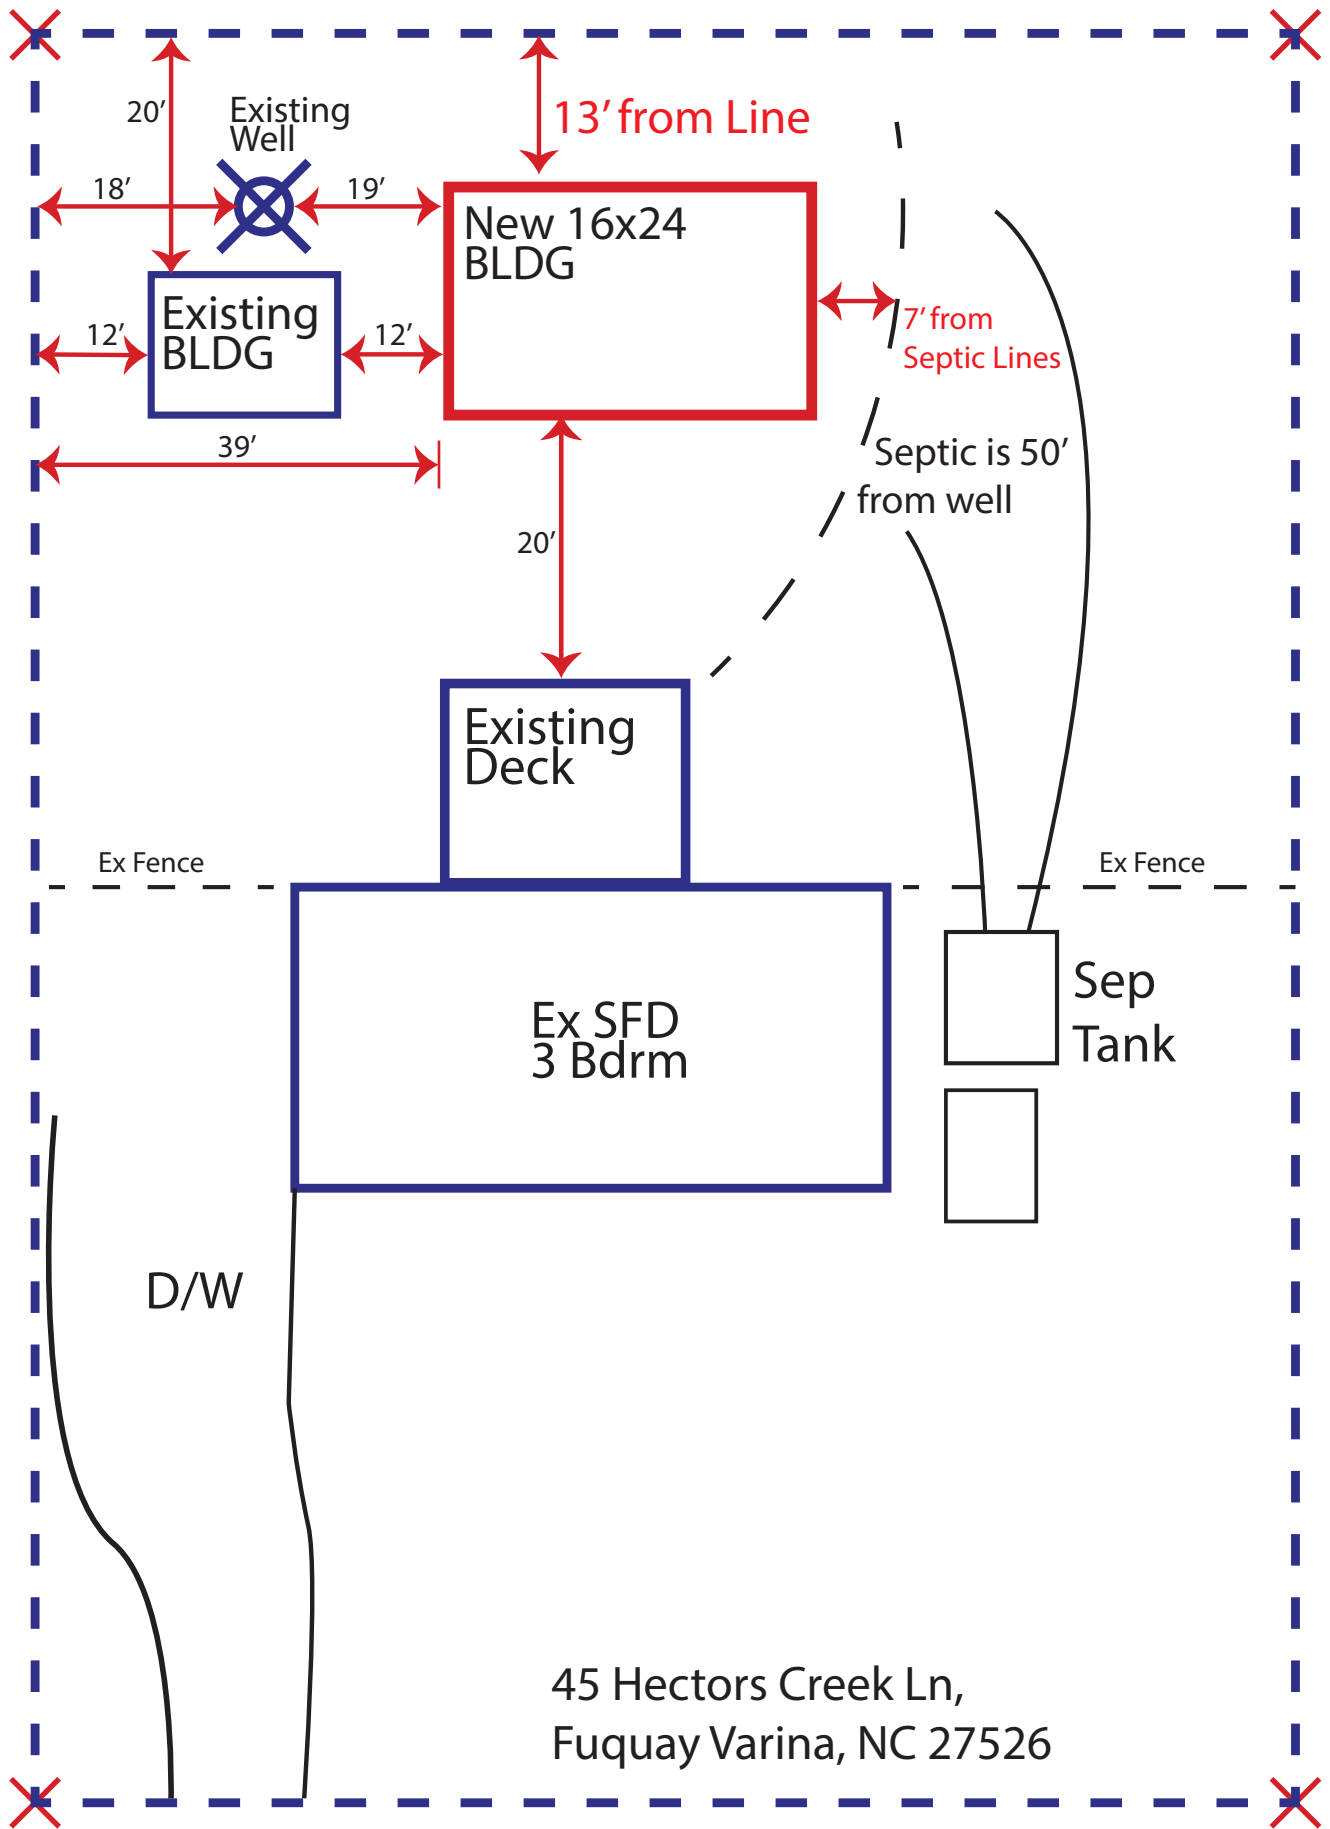 20’
Existing
Well
13’ from Line
18’
19’
New 16x24
BLDG
Existing
BLDG
12’
12’
7’ from
Septic Lines
39’
Septic is 50’
from well
20’
Existing
Deck
Ex Fence
Ex Fence
Sep
Tank
Ex SFD
3 Bdrm
D/W
45 Hectors Creek Ln,
Fuquay Varina, NC 27526